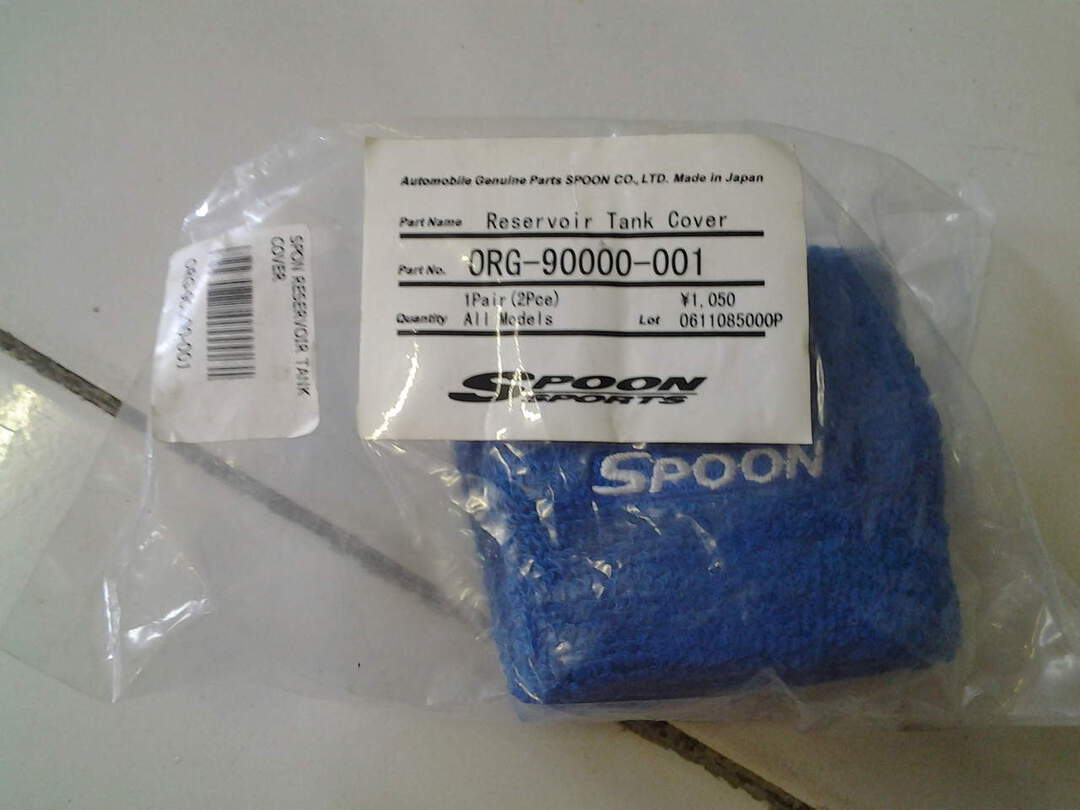 Automobile Genuine Parts SPOON CO., LTD. Made in Japan
Part Name Reservoir Tank Cover
Part No. ORG-90000-001
1Pair(2Pce) ¥1,050
Quantity All Models Lot 0611085000P
SPOON
SPORTS
SPOON
SPON RESERVOIR TANK
COVER